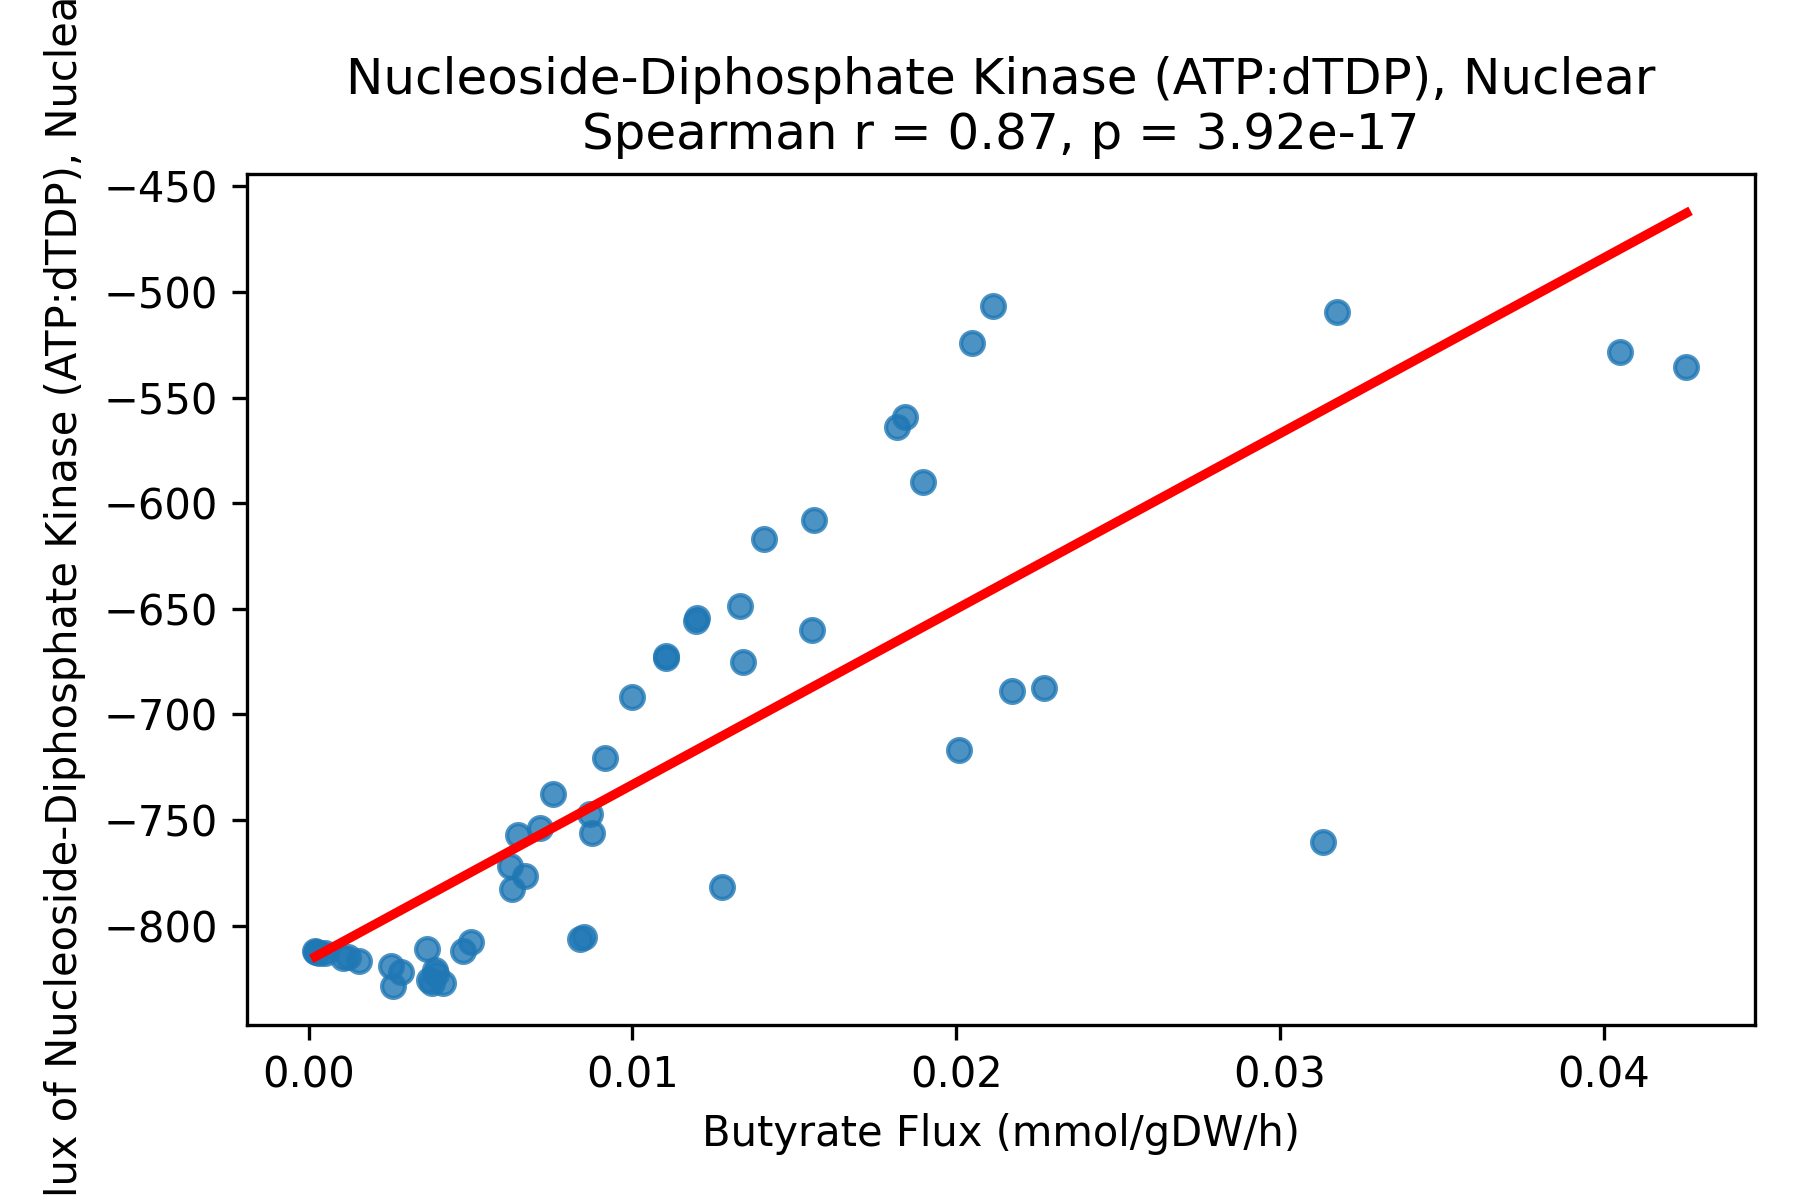 Nucleoside-Diphosphate Kinase (ATP:dTDP), Nuclear
Spearman r = 0.87, p = 3.92e-17
lux of Nucleoside-Diphosphate Kinase (ATP:dTDP), Nuclea
−450
−500
−550
−600
−650
−700
−750
−800
0.00 0.01 0.02 0.03 0.04
Butyrate Flux (mmol/gDW/h)